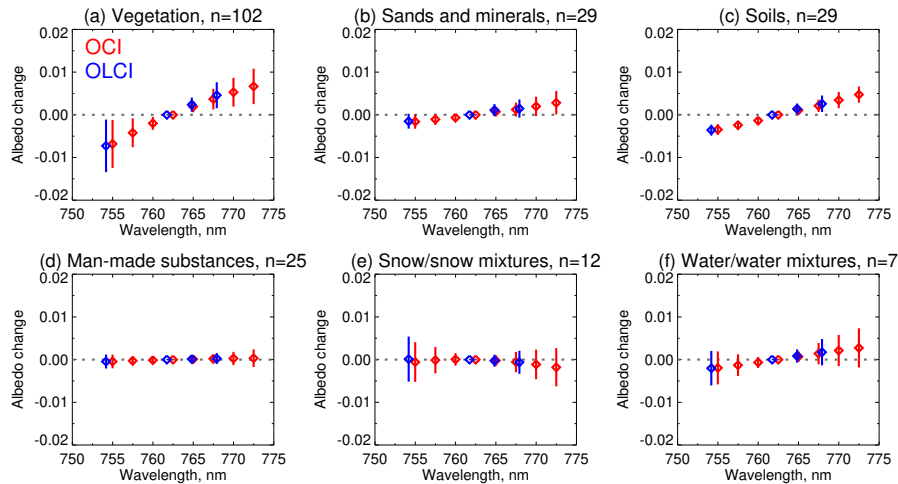 (a) Vegetation, n=102
0.02
0.01
0.00
-0.01
-0.02
Albedo change
OCI
OLCI
750 755 760 765 770 775
Wavelength, nm
(b) Sands and minerals, n=29
0.02
0.01
0.00
-0.01
-0.02
Albedo change
750 755 760 765 770 775
Wavelength, nm
(c) Soils, n=29
0.02
0.01
0.00
-0.01
-0.02
Albedo change
750 755 760 765 770 775
Wavelength, nm
(d) Man-made substances, n=25
0.02
0.01
0.00
-0.01
-0.02
Albedo change
750 755 760 765 770 775
Wavelength, nm
(e) Snow/snow mixtures, n=12
0.02
0.01
0.00
-0.01
-0.02
Albedo change
750 755 760 765 770 775
Wavelength, nm
(f) Water/water mixtures, n=7
0.02
0.01
0.00
-0.01
-0.02
Albedo change
750 755 760 765 770 775
Wavelength, nm